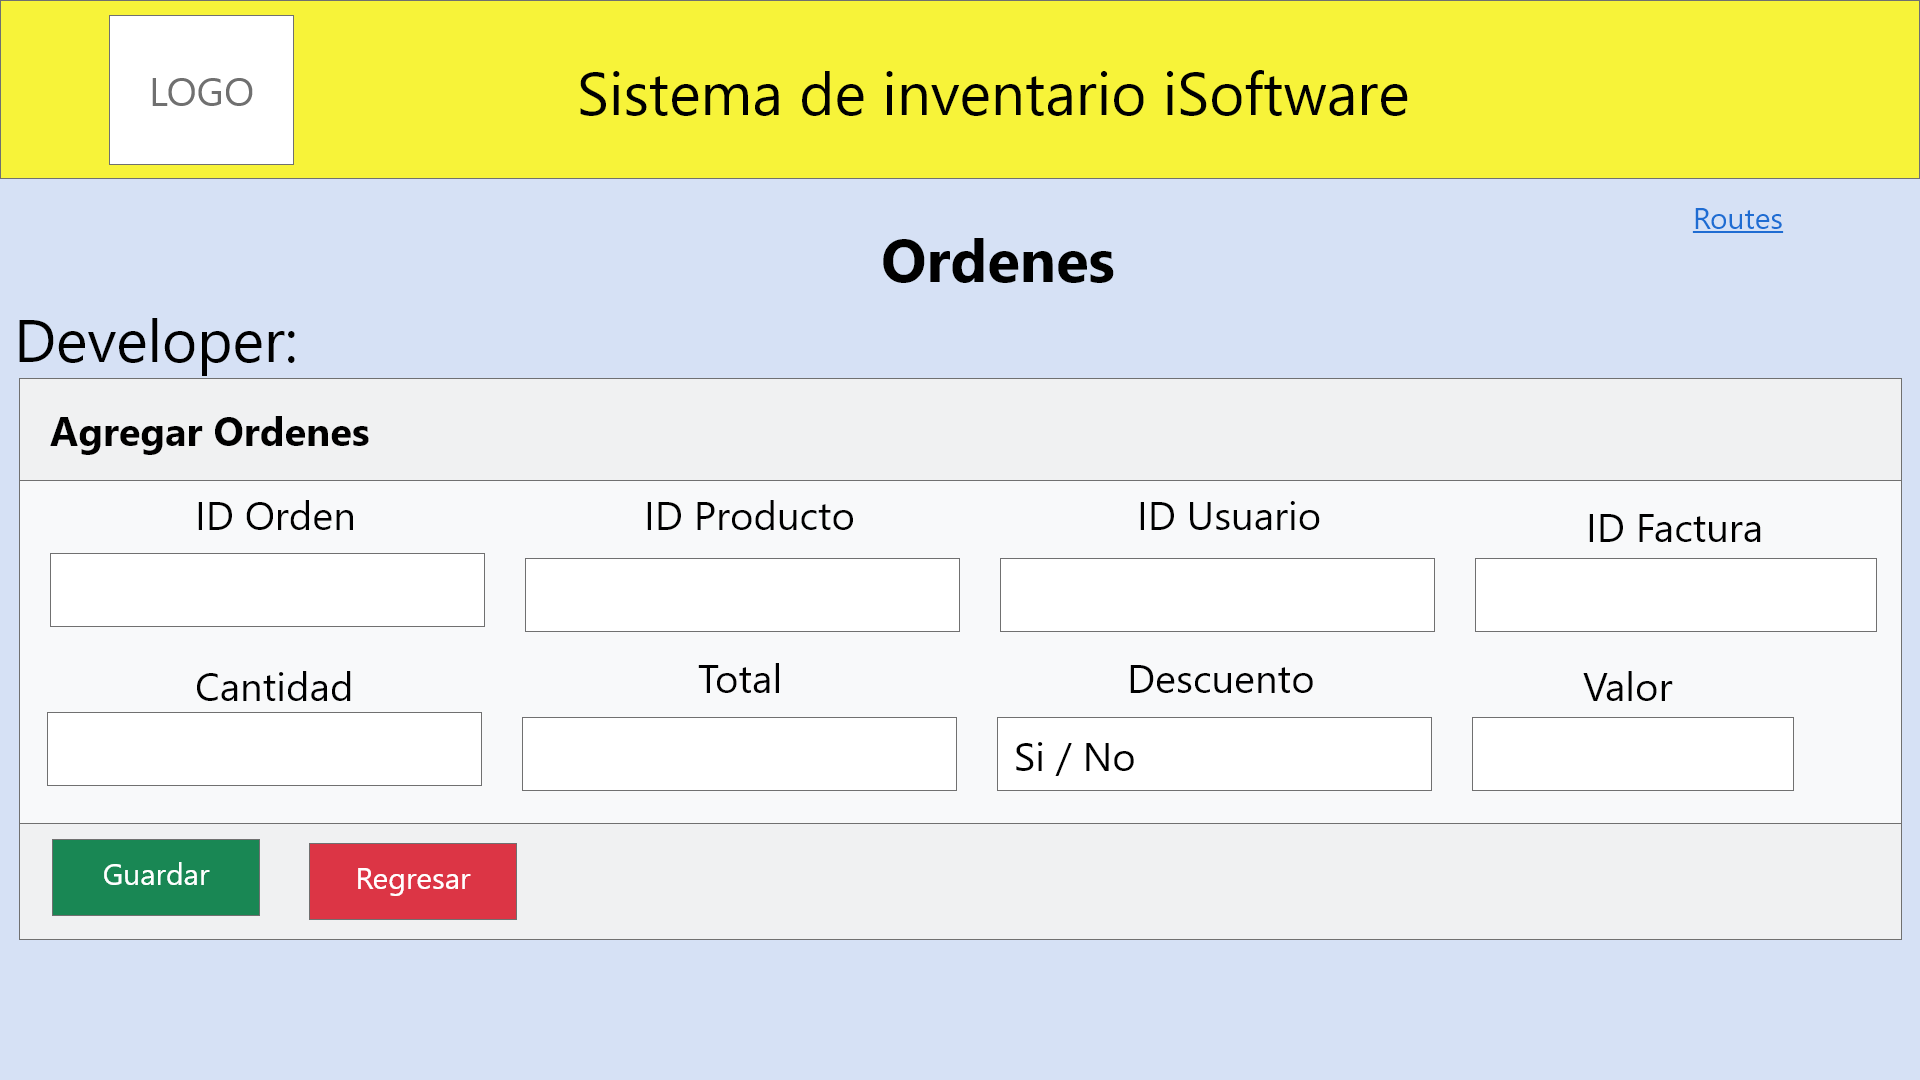 LOGO
Sistema de inventario iSoftware
Routes
Ordenes
Developer:
Agregar Ordenes
ID Orden
ID Producto
ID Usuario
ID Factura
Cantidad
Total
Descuento
Valor
Si / No
Guardar
Regresar